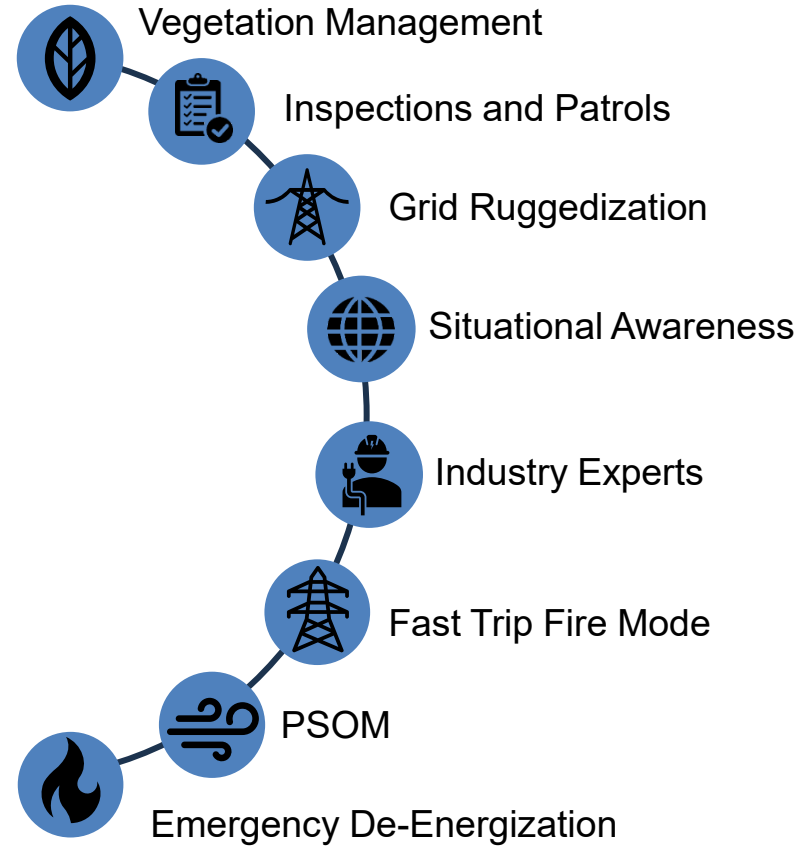 Vegetation Management
Inspections and Patrols
Grid Ruggedization
Situational Awareness
Industry Experts
Fast Trip Fire Mode
PSOM
Emergency De-Energization